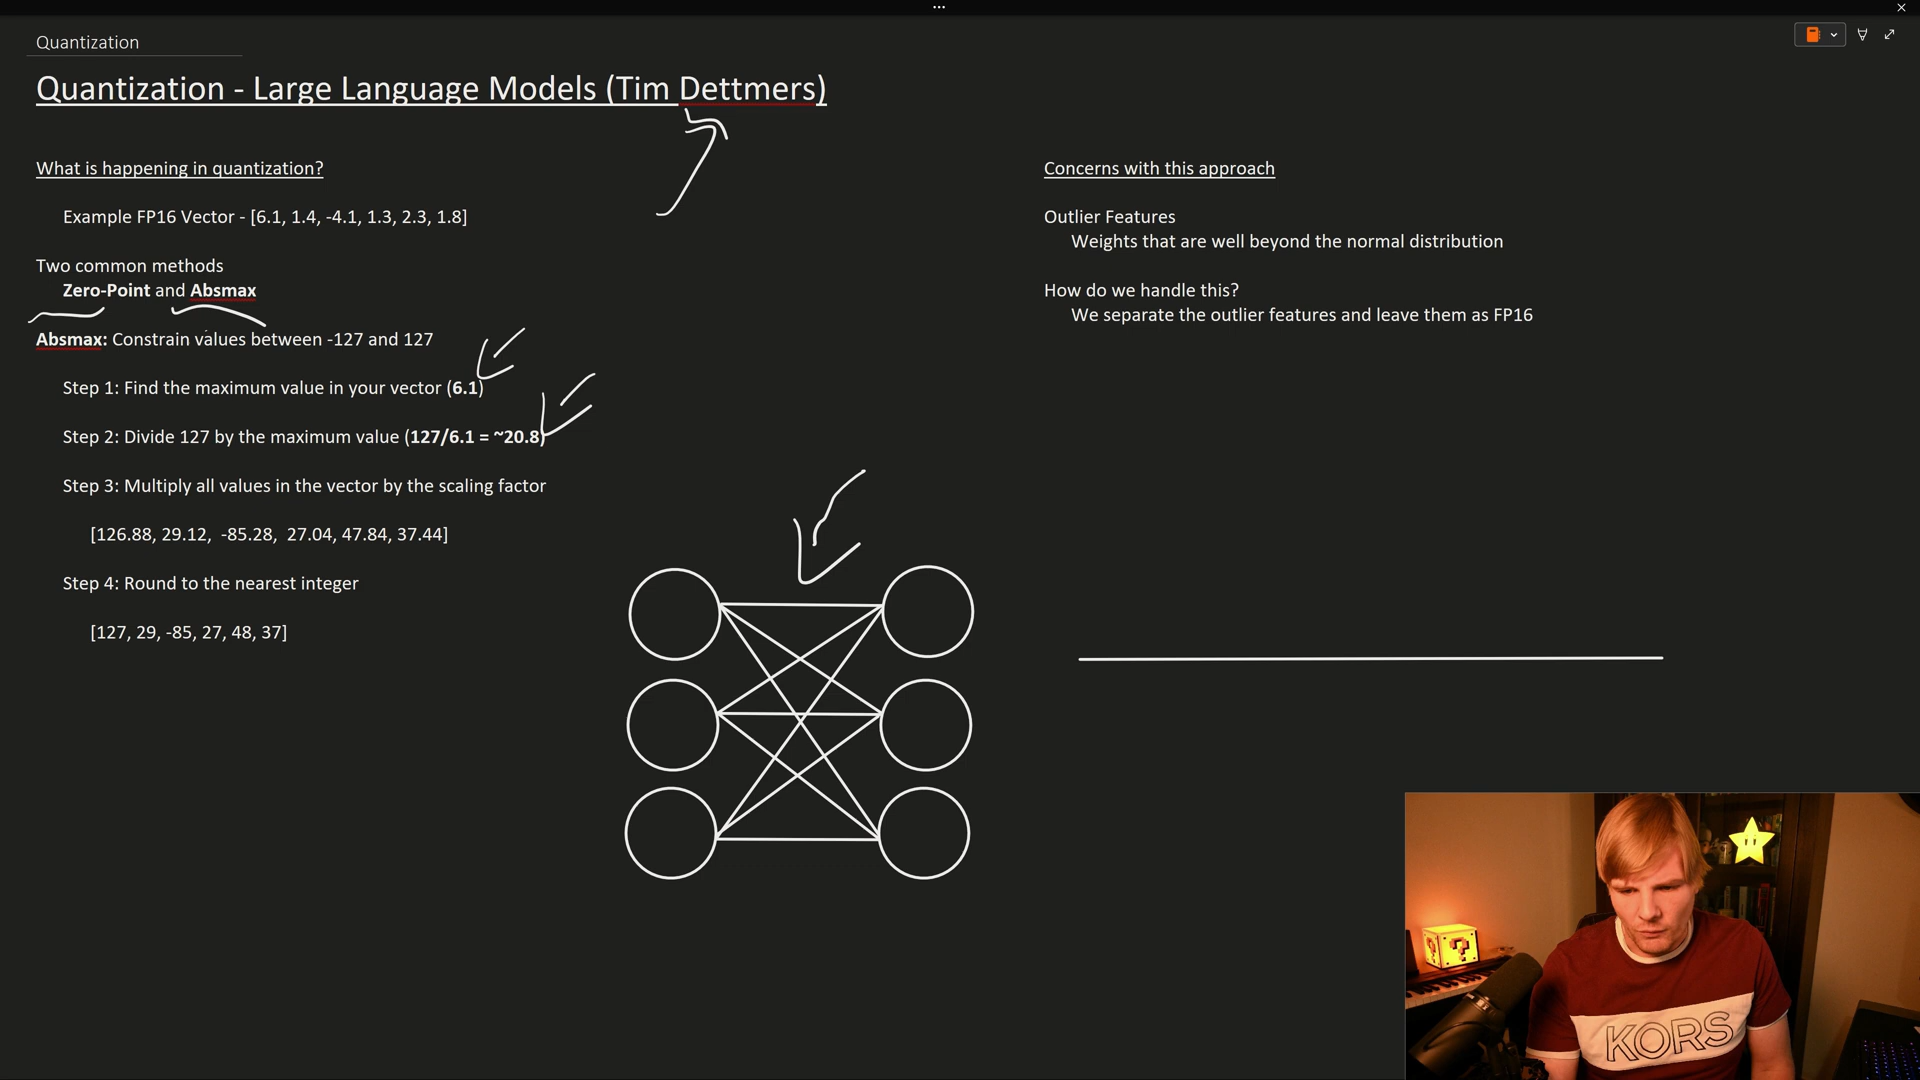 Quantization
Quantization - Large Language Models (Tim Dettmers)
What is happening in quantization?
Example FP16 Vector - [6.1, 1.4, -4.1, 1.3, 2.3, 1.8]
Two common methods
Zero-Point and Absmax
Absmax: Constrain values between -127 and 127
Step 1: Find the maximum value in your vector (6.1)
Step 2: Divide 127 by the maximum value (127/6.1 = ~20.8)
Step 3: Multiply all values in the vector by the scaling factor
[126.88, 29.12,  -85.28,  27.04, 47.84, 37.44]
Step 4: Round to the nearest integer
[127, 29, -85, 27, 48, 37]
Concerns with this approach
Outlier Features
Weights that are well beyond the normal distribution
How do we handle this?
We separate the outlier features and leave them as FP16
?
KORS